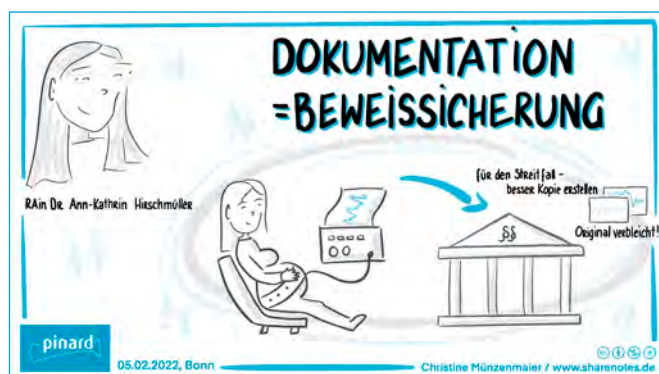 DOKUMENTATION
=BEWEISSICHERUNG
RAin Dr. Ann-Kathrin Hirschmüller
für den Streitfall -
besser Kopie erstellen
Original verbleicht!
§§
pinard
05.02.2022, Bonn
Christine Münzenmaier / www.sharenotes.de